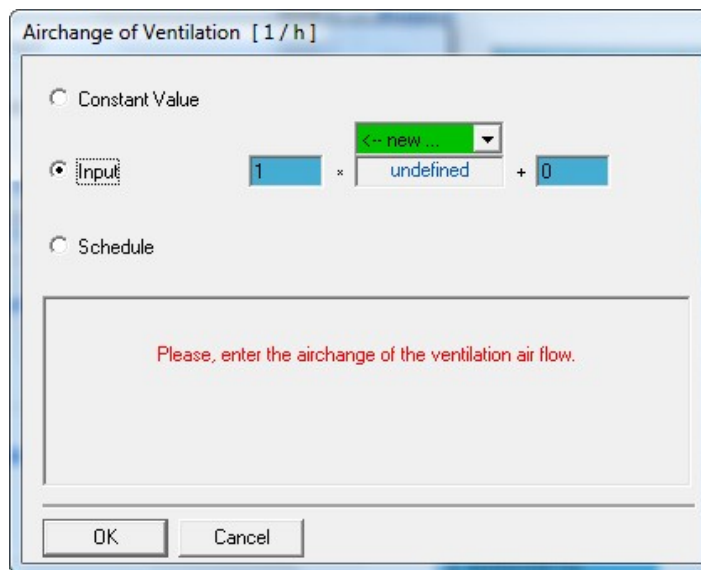 Airchange of Ventilation [ 1 / h ]
Constant Value
<-- new ...
Input 1 × undefined + 0
Schedule
Please, enter the airchange of the ventilation air flow.
OK Cancel